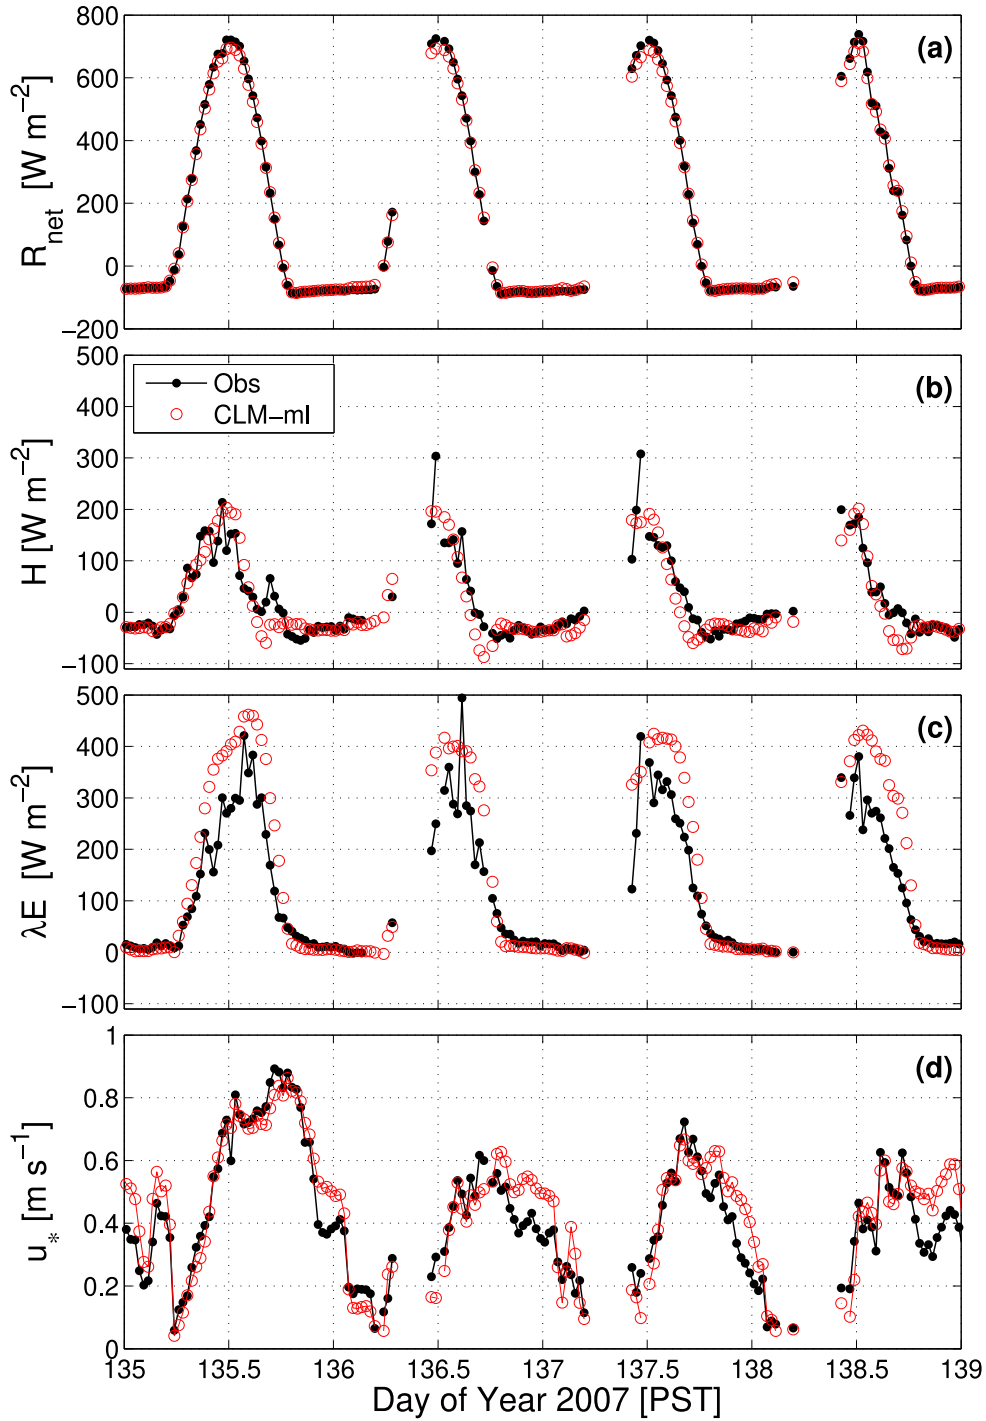 800
600
400
200
0
−200
R_net [W m⁻²]
(a)
500
400
300
200
100
0
−100
H [W m⁻²]
Obs
CLM−ml
(b)
500
400
300
200
100
0
−100
λE [W m⁻²]
(c)
1
0.8
0.6
0.4
0.2
0
u* [m s⁻¹]
(d)
135 135.5 136 136.5 137 137.5 138 138.5 139
Day of Year 2007 [PST]